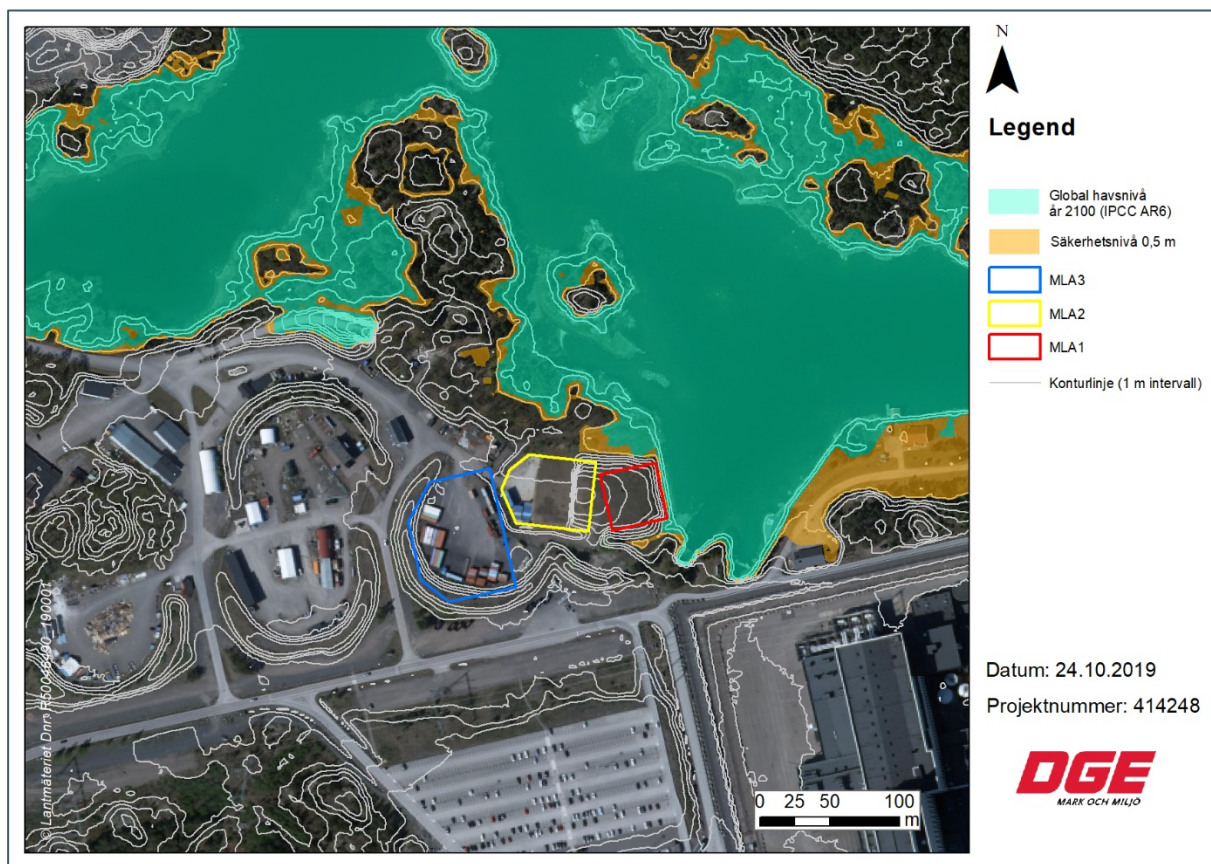 N
Legend
Global havsnivå
år 2100 (IPCC AR6)
Säkerhetsnivå 0,5 m
MLA3
MLA2
MLA1
Konturlinje (1 m intervall)
Datum: 24.10.2019
Projektnummer: 414248
DGE
MARK OCH MILJÖ
0 25 50 100
m
© Lantmäteriet Dnr: